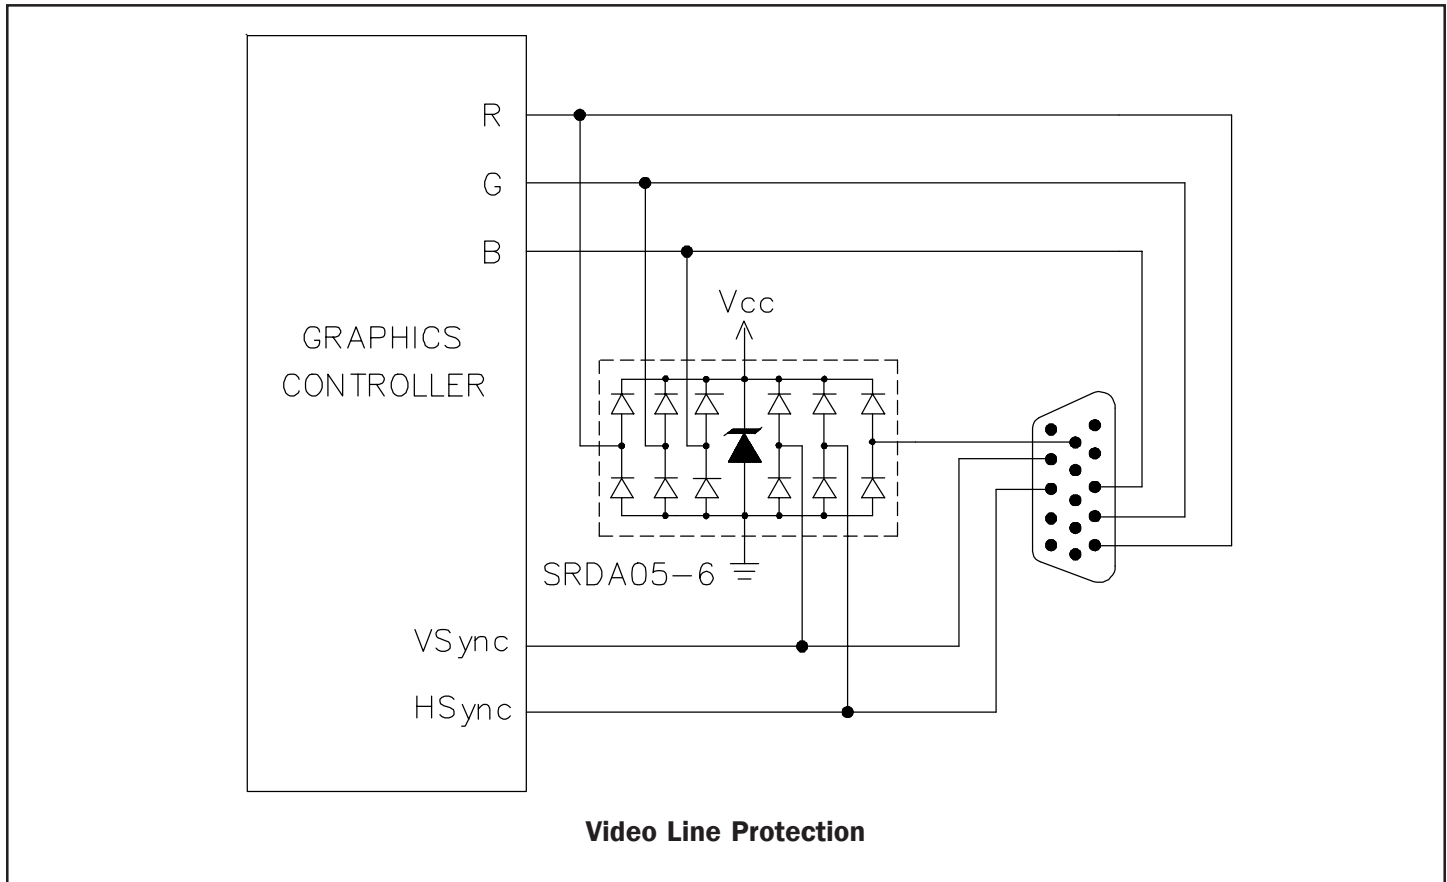 R
G
B
Vcc
GRAPHICS
CONTROLLER
SRDA05-6
VSync
HSync
Video Line Protection